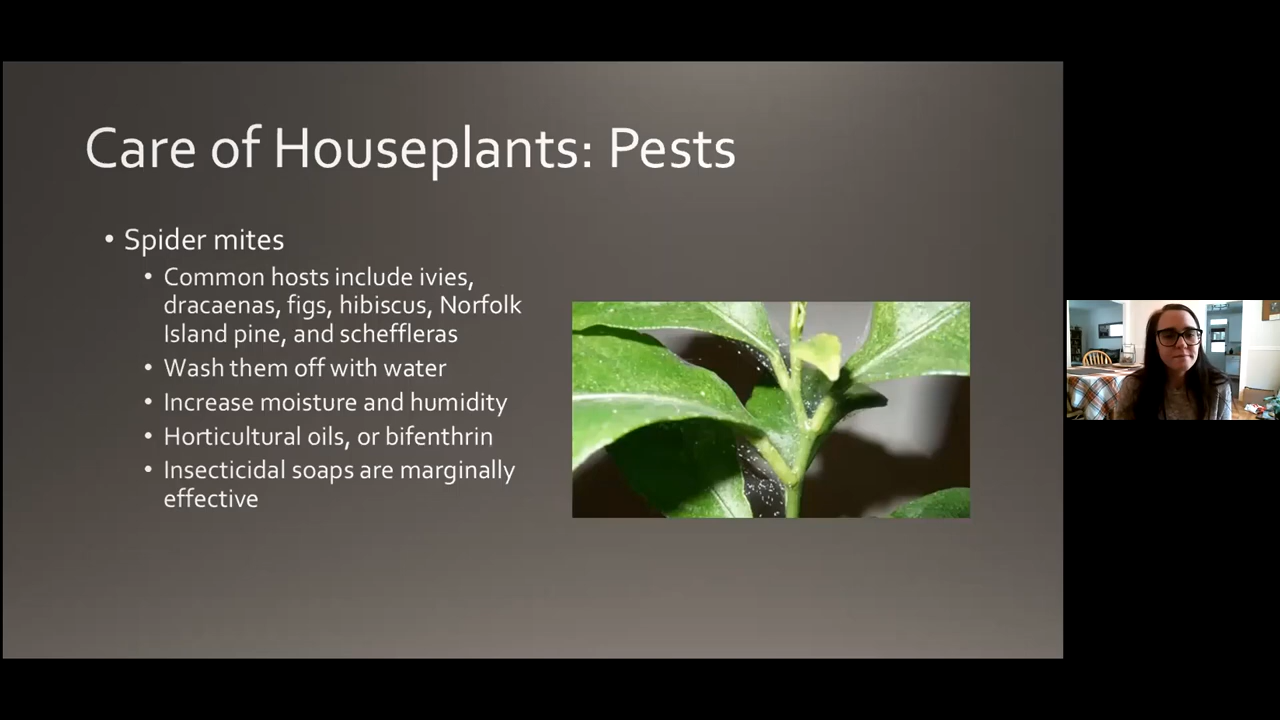 Care of Houseplants: Pests
• Spider mites
• Common hosts include ivies,
dracaenas, figs, hibiscus, Norfolk
Island pine, and scheffleras
• Wash them off with water
• Increase moisture and humidity
• Horticultural oils, or bifenthrin
• Insecticidal soaps are marginally
effective